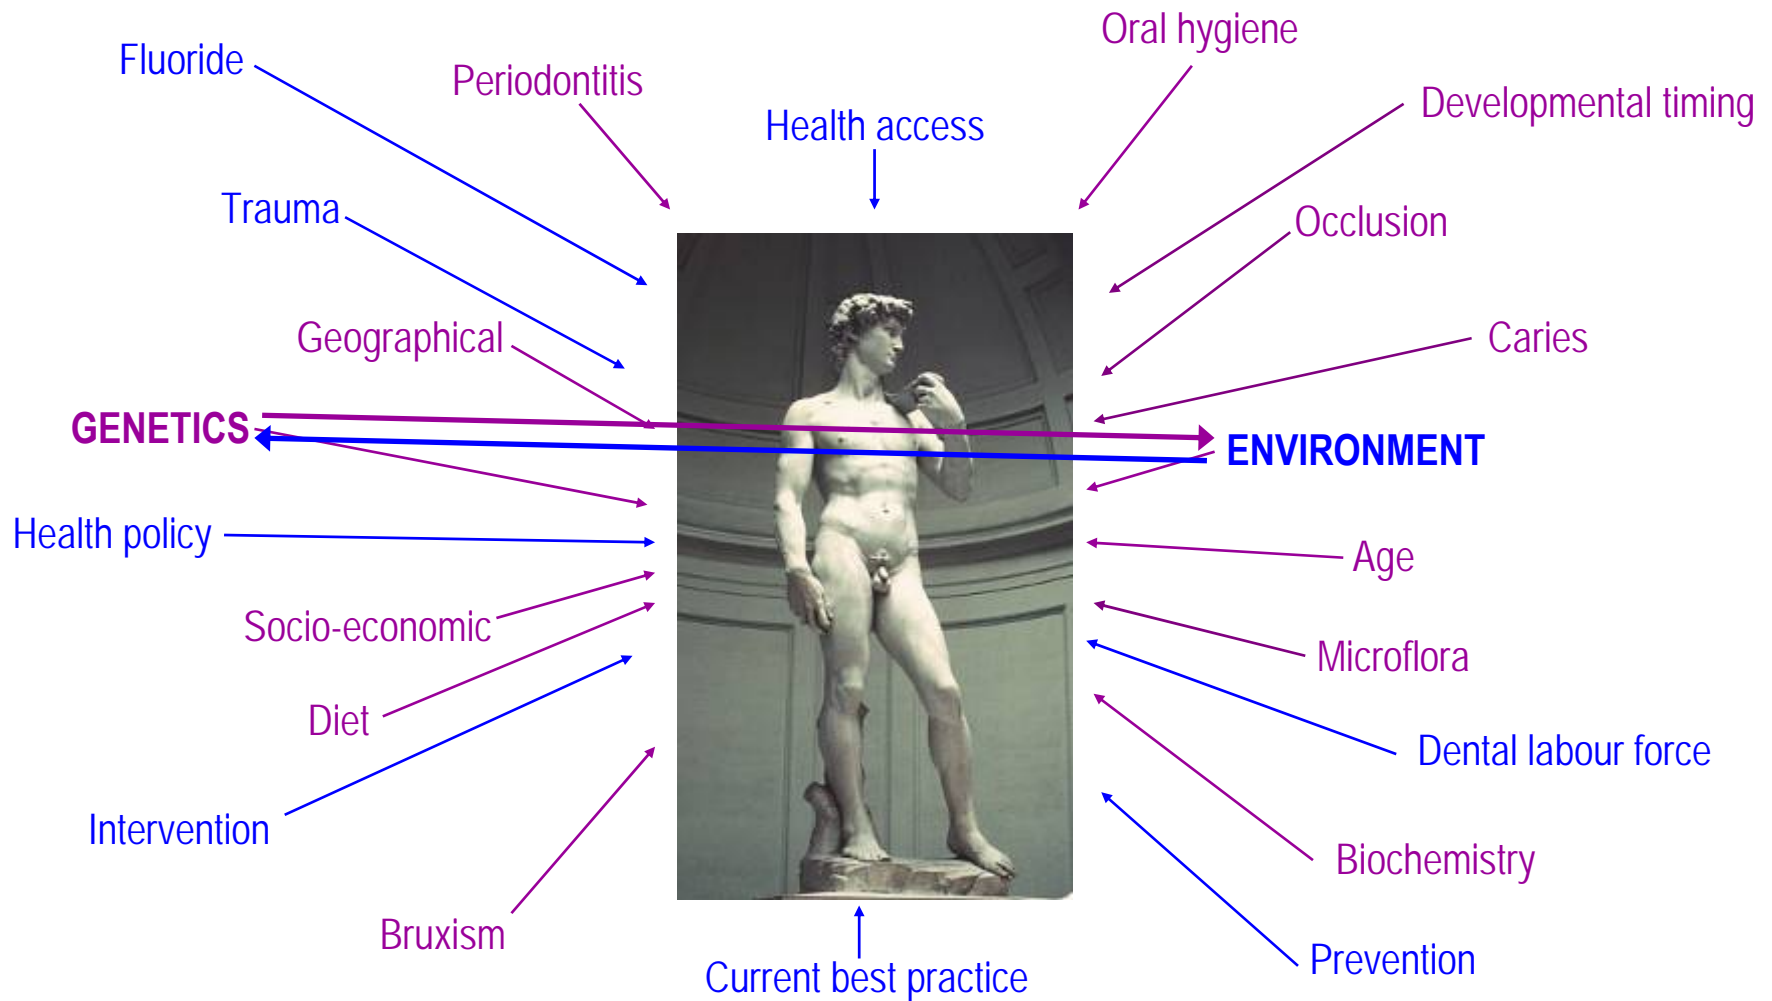 Oral hygiene
Fluoride
Periodontitis
Developmental timing
Health access
Trauma
Occlusion
Geographical
Caries
GENETICS
ENVIRONMENT
Health policy
Age
Socio-economic
Microflora
Diet
Dental labour force
Intervention
Biochemistry
Bruxism
Prevention
Current best practice